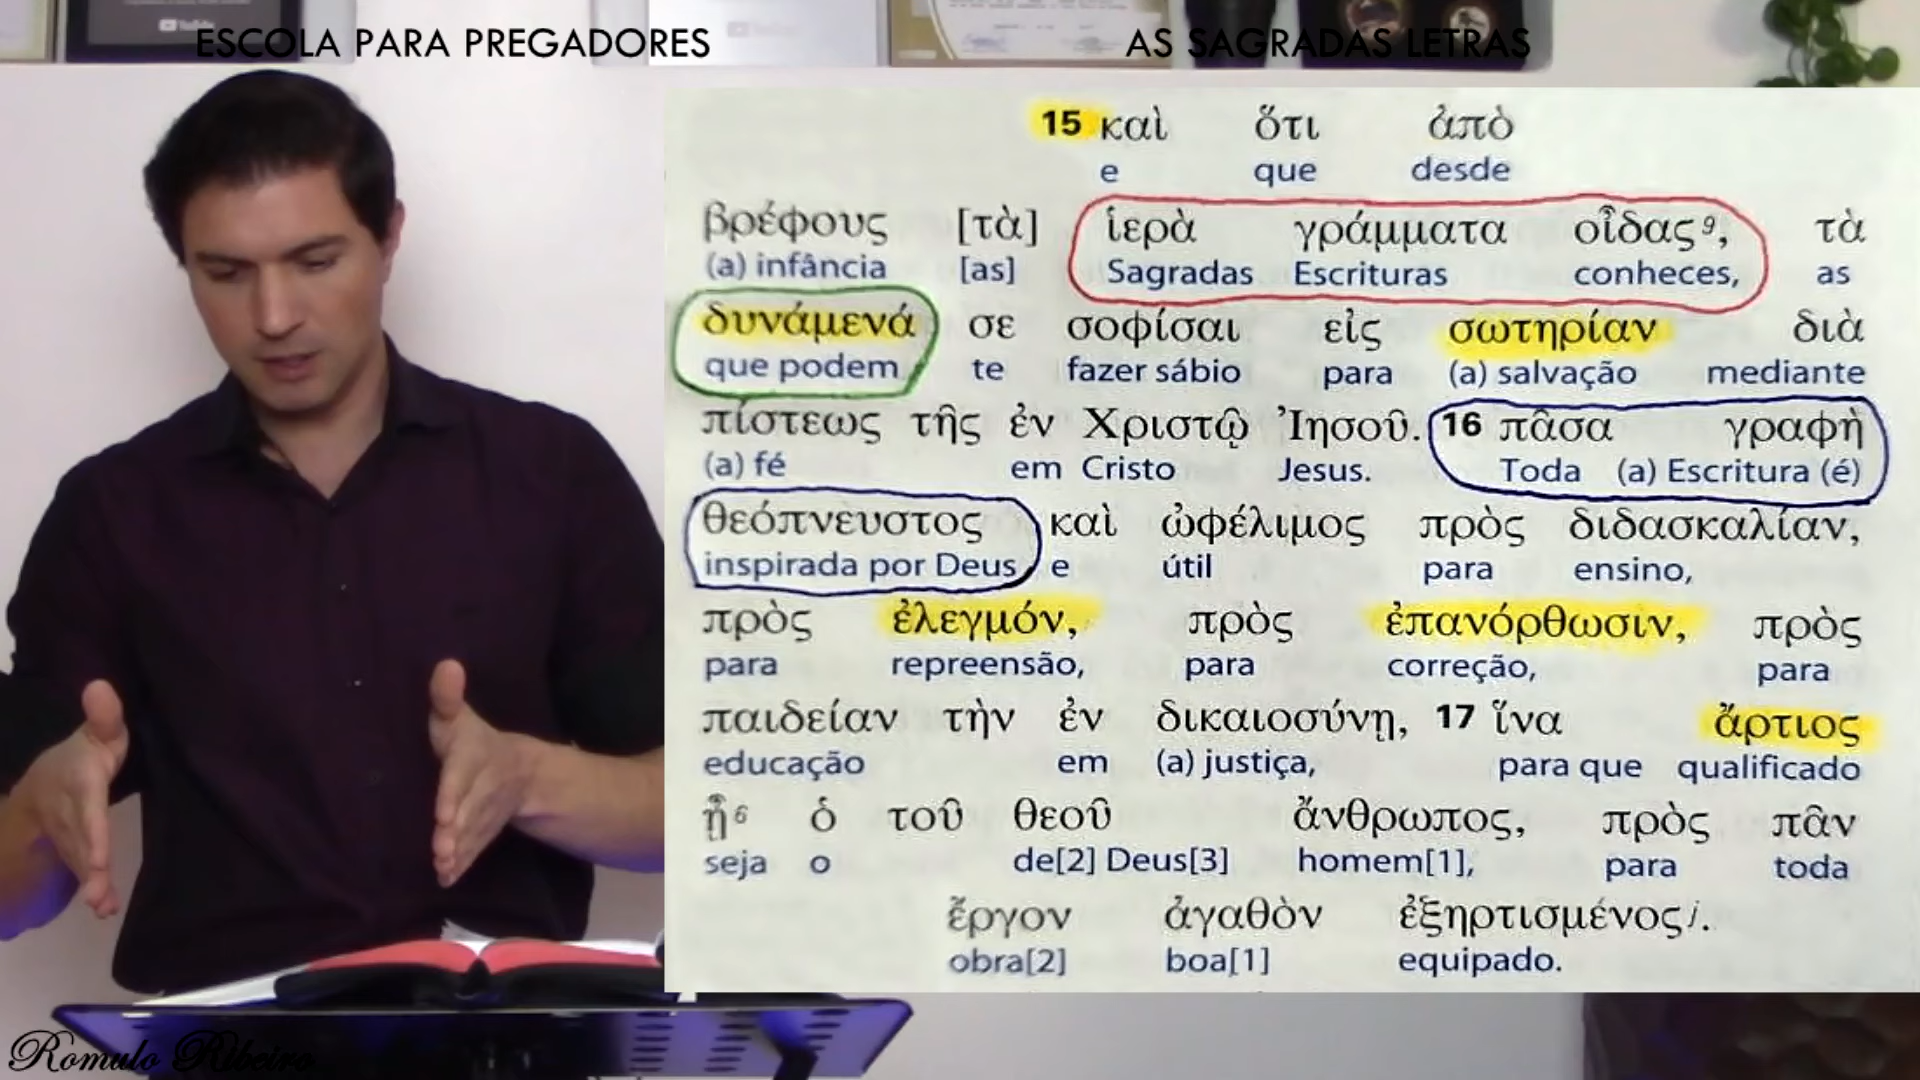 ESCOLA PARA PREGADORES
AS SAGRADAS LETRAS
15 καὶ ὅτι ἀπὸ
e que desde
βρέφους [τὰ] ἱερὰ γράμματα οἶδας⁹, τὰ
(a) infância [as] Sagradas Escrituras conheces, as
δυνάμενά σε σοφίσαι εἰς σωτηρίαν διὰ
que podem te fazer sábio para (a) salvação mediante
πίστεως τῆς ἐν Χριστῷ Ἰησοῦ. 16 πᾶσα γραφὴ
(a) fé em Cristo Jesus. Toda (a) Escritura (é)
θεόπνευστος καὶ ὠφέλιμος πρὸς διδασκαλίαν,
inspirada por Deus e útil para ensino,
πρὸς ἐλεγμόν, πρὸς ἐπανόρθωσιν, πρὸς
para repreensão, para correção, para
παιδείαν τὴν ἐν δικαιοσύνῃ, 17 ἵνα ἄρτιος
educação em (a) justiça, para que qualificado
ᾖ⁶ ὁ τοῦ θεοῦ ἄνθρωπος, πρὸς πᾶν
seja o de[2] Deus[3] homem[1], para toda
ἔργον ἀγαθὸν ἐξηρτισμένοςʲ.
obra[2] boa[1] equipado.
Romulo Ribeiro